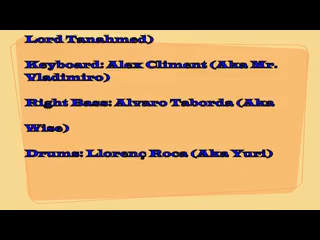 Lord Tanahmed)
Keyboard: Alex Climent (Aka Mr.
Vladimiro)
Right Bass: Alvaro Taborda (Aka
Wise)
Drums: Llorenç Roca (Aka Yuri)